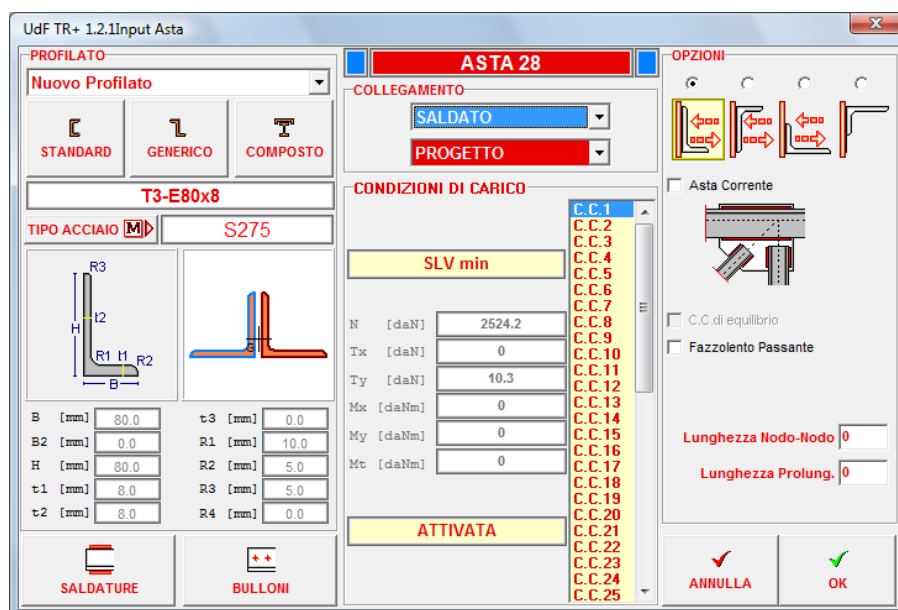 UdF TR+ 1.2.1Input Asta
PROFILATO
Nuovo Profilato
STANDARD
GENERICO
COMPOSTO
T3-E80x8
TIPO ACCIAIO M
S275
R3
t2
H
R1 t1 R2
B
G
B [mm] 80.0
t3 [mm] 0.0
B2 [mm] 0.0
R1 [mm] 10.0
H [mm] 80.0
R2 [mm] 5.0
t1 [mm] 8.0
R3 [mm] 5.0
t2 [mm] 8.0
R4 [mm] 0.0
SALDATURE
BULLONI
ASTA 28
COLLEGAMENTO
SALDATO
PROGETTO
CONDIZIONI DI CARICO
SLV min
N [daN] 2524.2
Tx [daN] 0
Ty [daN] 10.3
Mx [daNm] 0
My [daNm] 0
Mt [daNm] 0
ATTIVATA
C.C.1
C.C.2
C.C.3
C.C.4
C.C.5
C.C.6
C.C.7
C.C.8
C.C.9
C.C.10
C.C.11
C.C.12
C.C.13
C.C.14
C.C.15
C.C.16
C.C.17
C.C.18
C.C.19
C.C.20
C.C.21
C.C.22
C.C.23
C.C.24
C.C.25
OPZIONI
Asta Corrente
C.C.di equilibrio
Fazzolento Passante
Lunghezza Nodo-Nodo 0
Lunghezza Prolung. 0
ANNULLA
OK